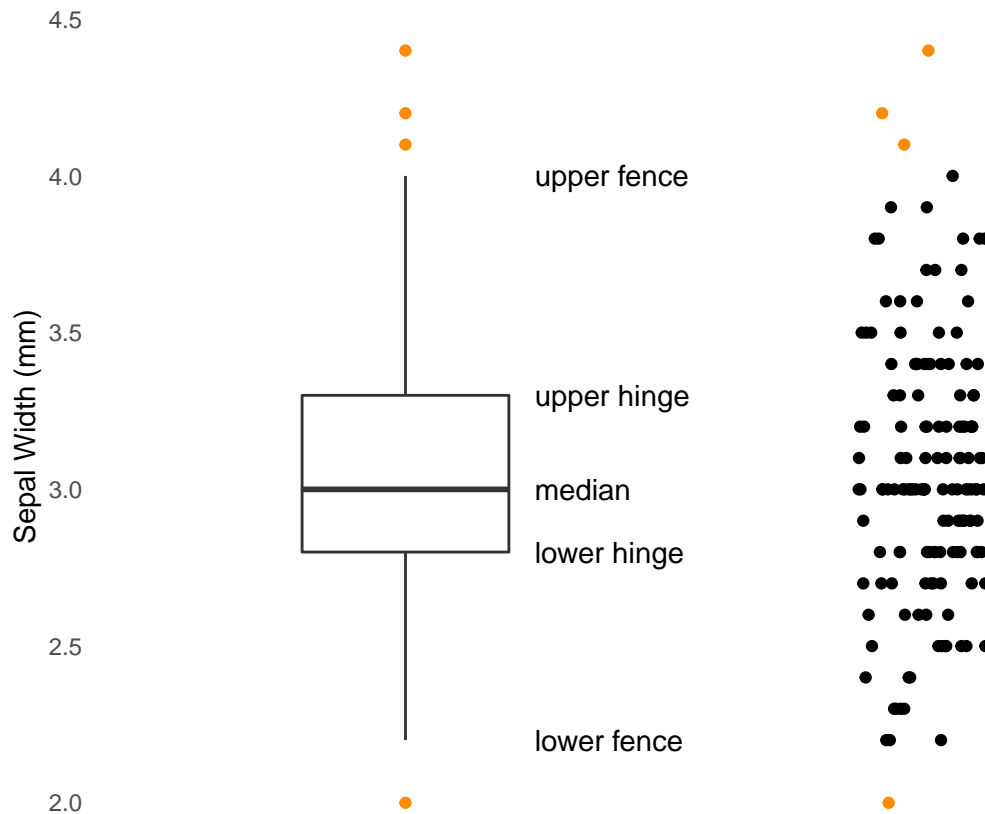 4.5
4.0
3.5
3.0
2.5
2.0
Sepal Width (mm)
upper fence
upper hinge
median
lower hinge
lower fence